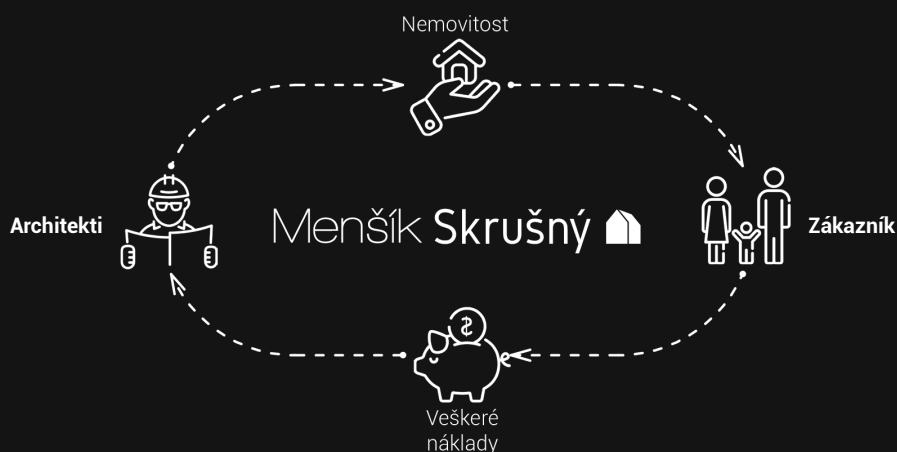 Nemovitost
Architekti
Menšík Skrušný
Zákazník
Veškeré
náklady